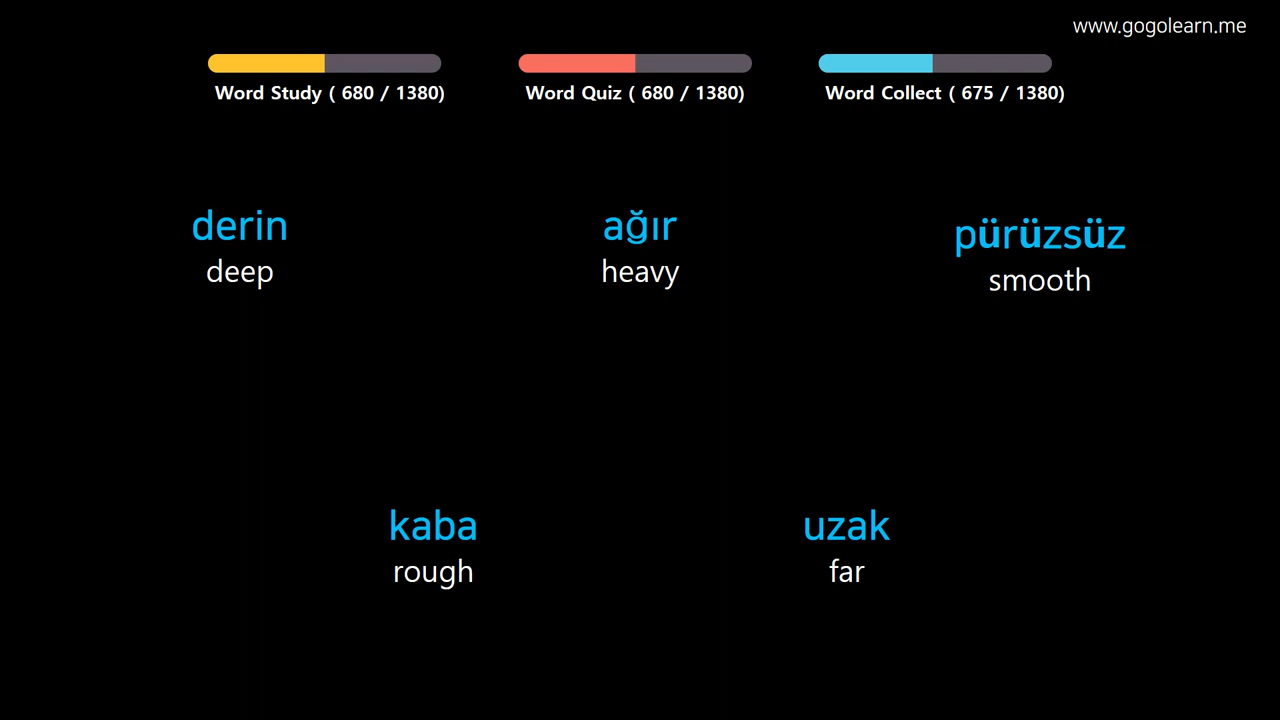 www.gogolearn.me
Word Study ( 680 / 1380)
Word Quiz ( 680 / 1380)
Word Collect ( 675 / 1380)
derin
deep
ağır
heavy
pürüzsüz
smooth
kaba
rough
uzak
far